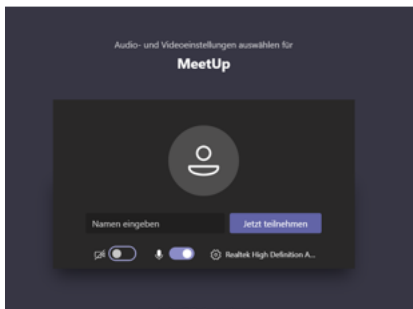 Audio- und Videoeinstellungen auswählen für
MeetUp
Namen eingeben
Jetzt teilnehmen
Realtek High Definition A...